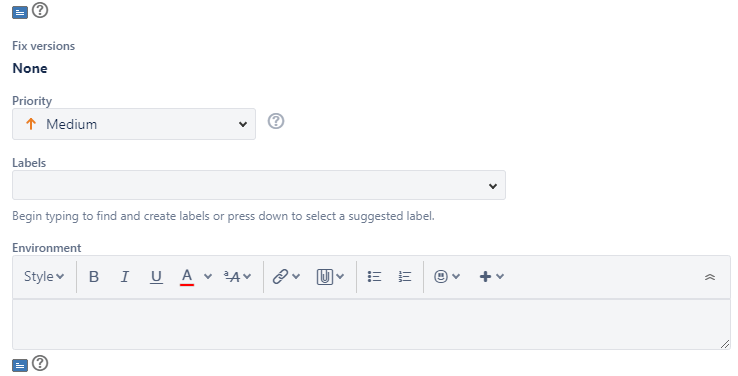 Fix versions
None
Priority
Medium
Labels
Begin typing to find and create labels or press down to select a suggested label.
Environment
Style B I U A ªA